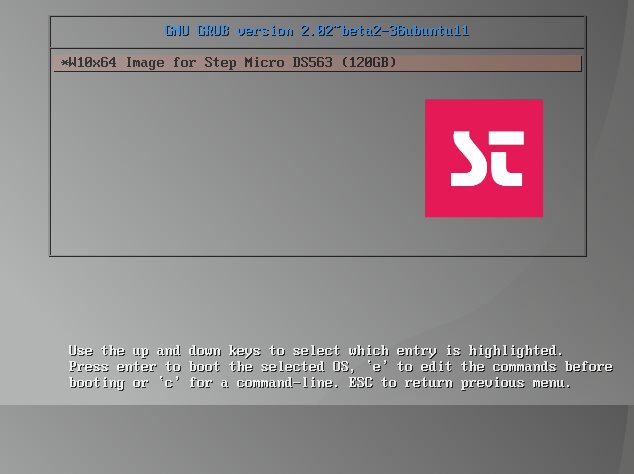 GNU GRUB version 2.02~beta2-36ubuntu11
*W10x64 Image for Step Micro DS563 (120GB)
St
Use the up and down keys to select which entry is highlighted.
Press enter to boot the selected OS, `e' to edit the commands before
booting or `c' for a command-line. ESC to return previous menu.